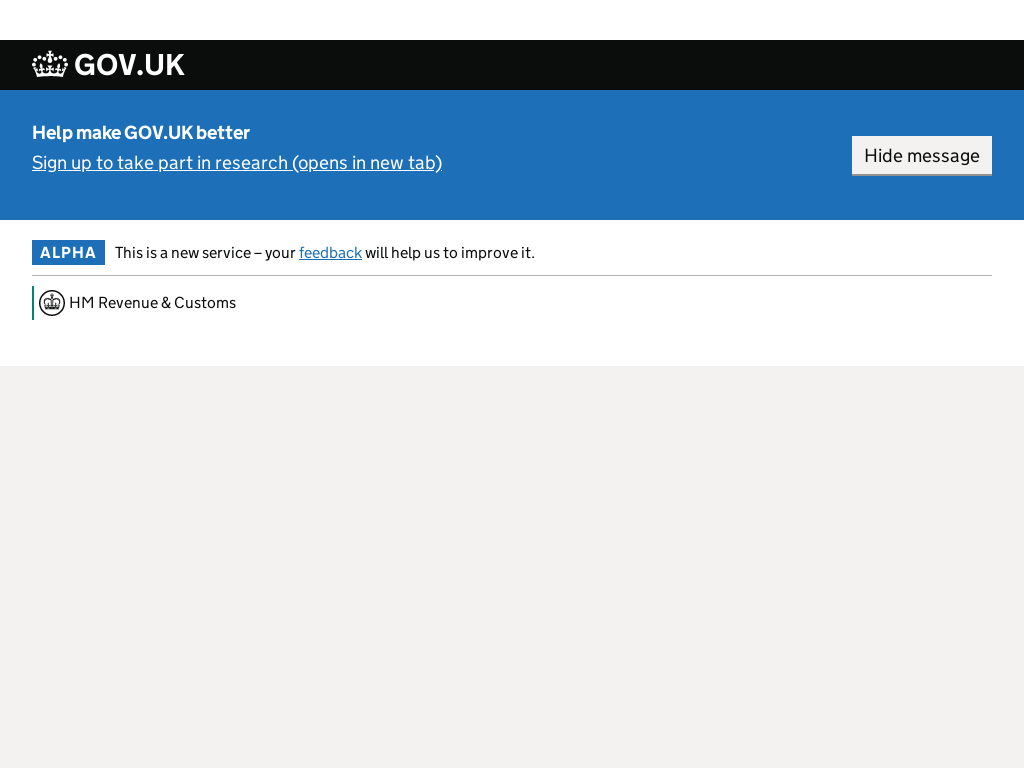 GOV.UK
Help make GOV.UK better
Sign up to take part in research (opens in new tab)
Hide message
ALPHA This is a new service – your feedback will help us to improve it.
HM Revenue & Customs